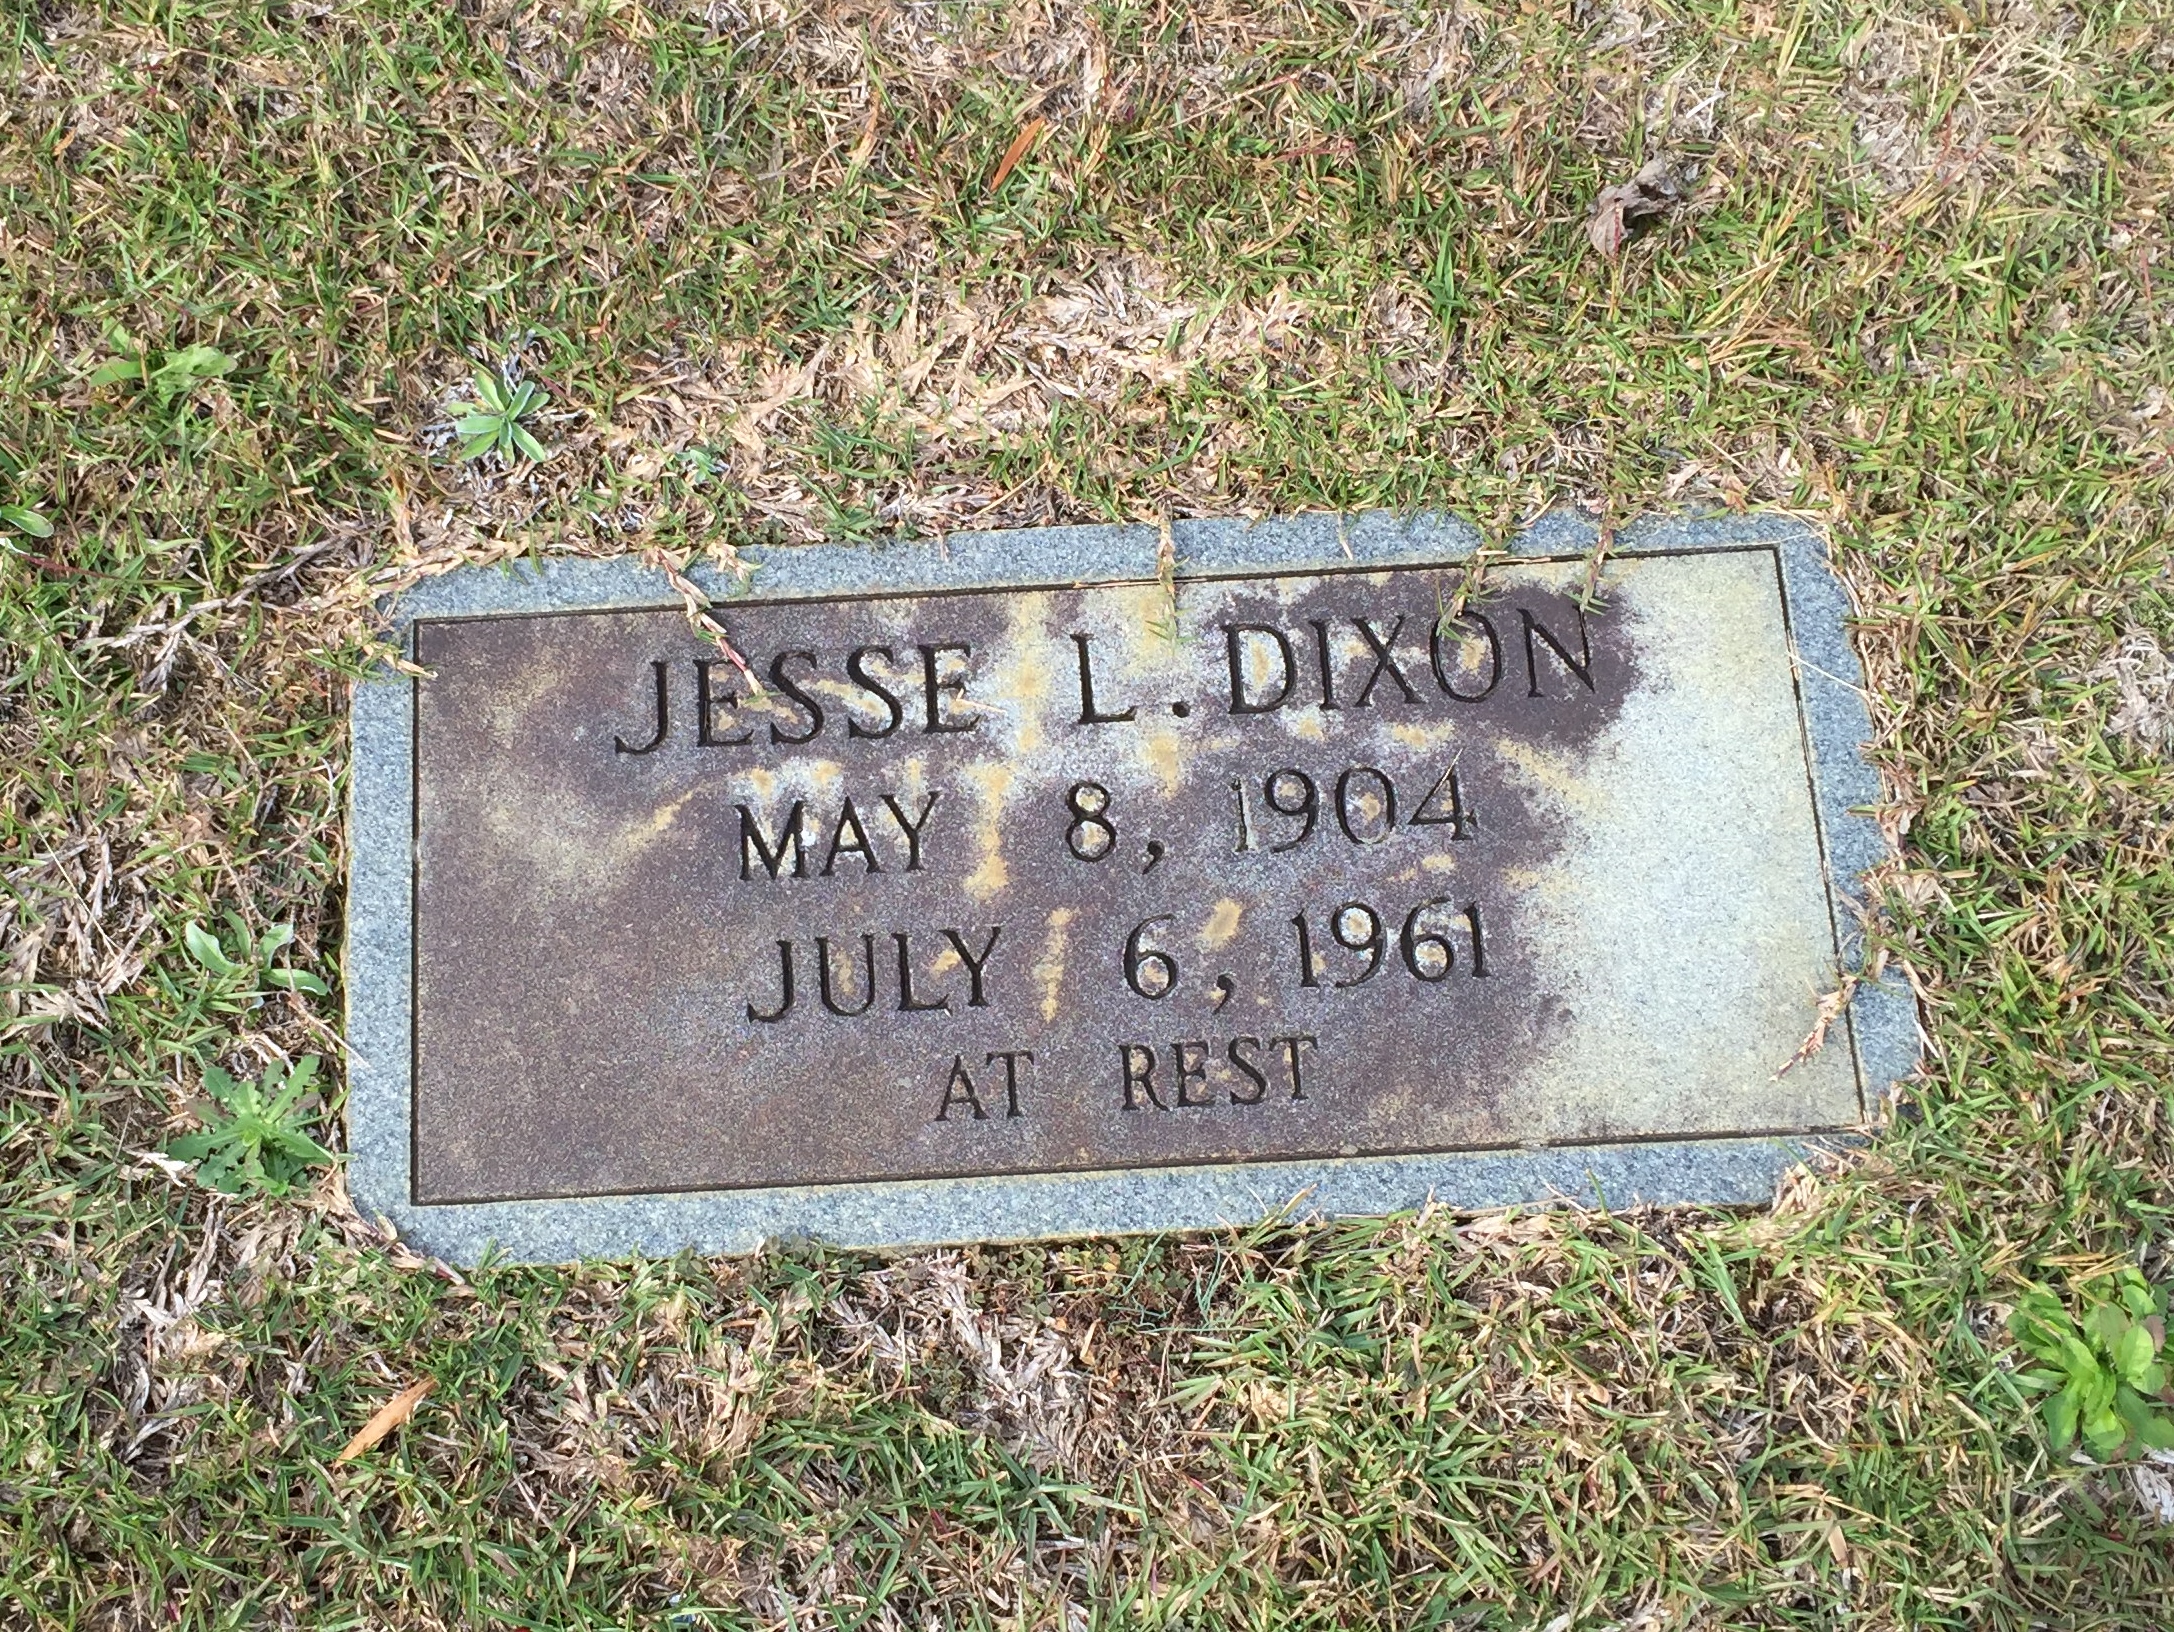 JESSE L. DIXON
MAY 8, 1904
JULY 6, 1961
AT REST